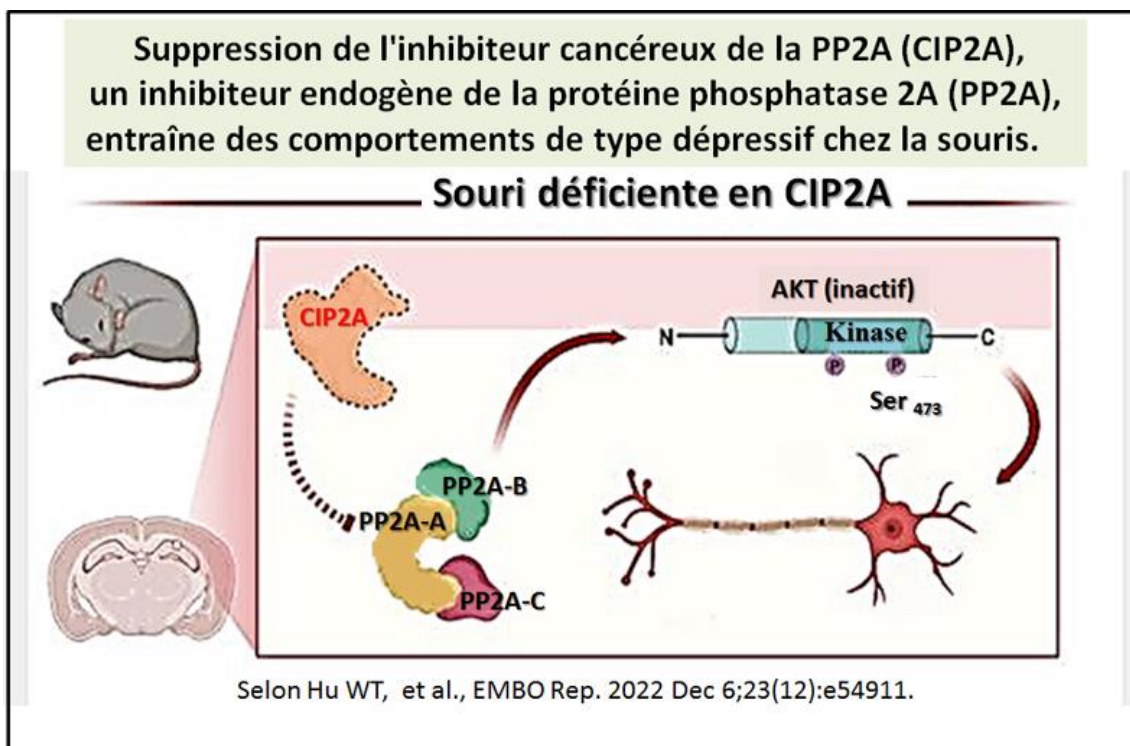 Suppression de l'inhibiteur cancéreux de la PP2A (CIP2A),
un inhibiteur endogène de la protéine phosphatase 2A (PP2A),
entraîne des comportements de type dépressif chez la souris.
Souri déficiente en CIP2A
CIP2A
AKT (inactif)
N
Kinase
C
P
P
Ser 473
PP2A-B
PP2A-A
PP2A-C
Selon Hu WT, et al., EMBO Rep. 2022 Dec 6;23(12):e54911.